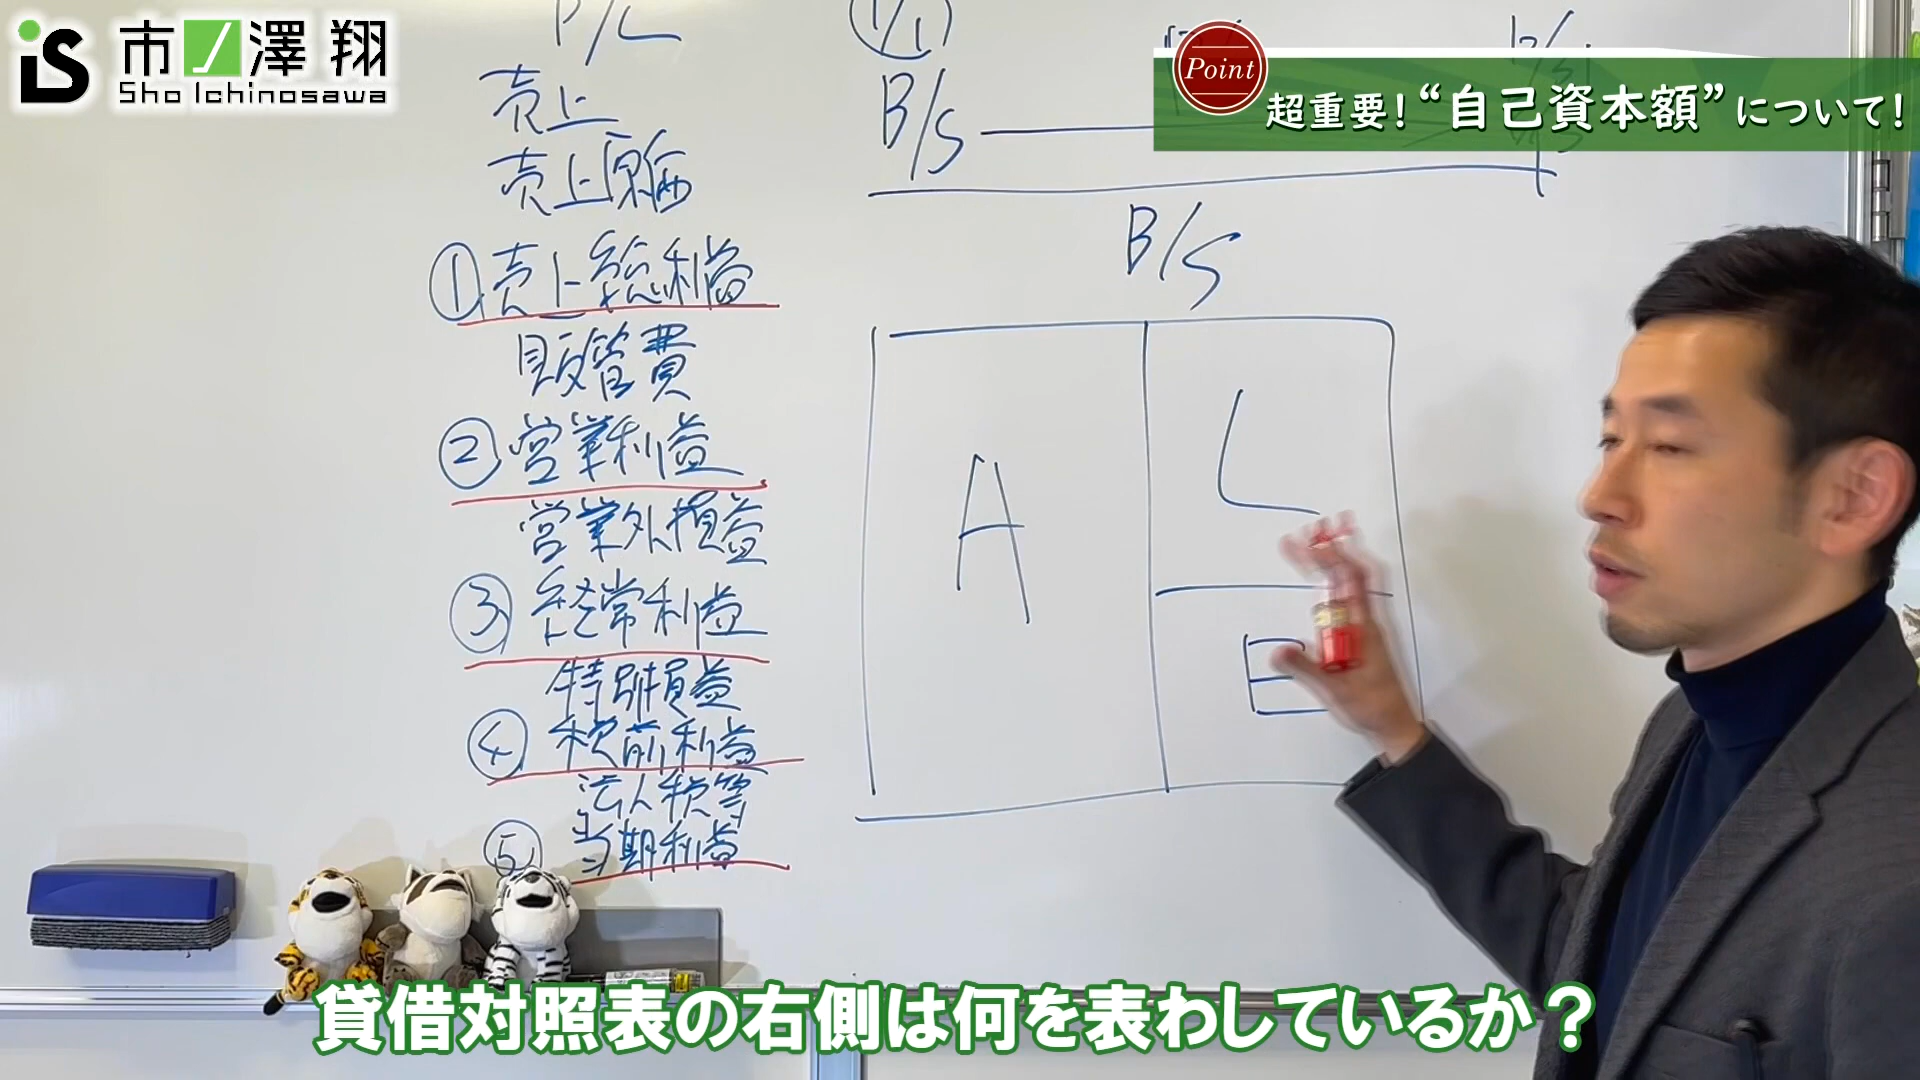 iS 市ノ澤翔
Sho Ichinosawa
Point
超重要！“自己資本額”について！
P/L
売上
売上原価
①売上総利益
販管費
②営業利益
営業外損益
③経常利益
特別損益
④税前利益
法人税等
⑤当期利益
1/1
B/S
B/S
A
L
E
貸借対照表の右側は何を表わしているか？